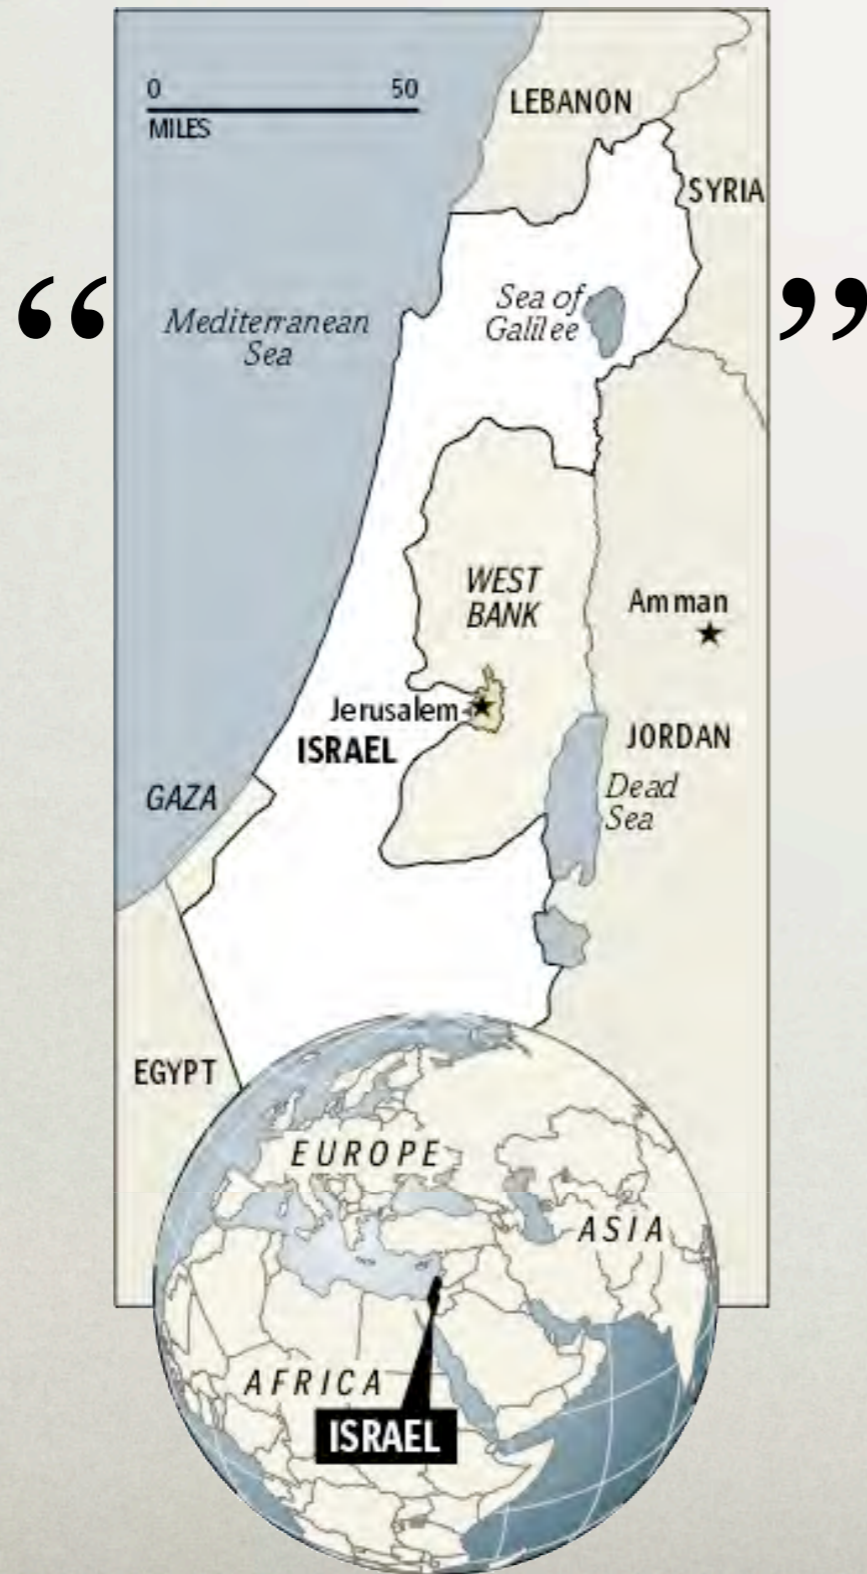 0 50
MILES
LEBANON
SYRIA
“ ”
Sea of
Galilee
Mediterranean
Sea
WEST
BANK
Amman
Jerusalem
ISRAEL
JORDAN
Dead
Sea
GAZA
EGYPT
EUROPE
ASIA
AFRICA
ISRAEL